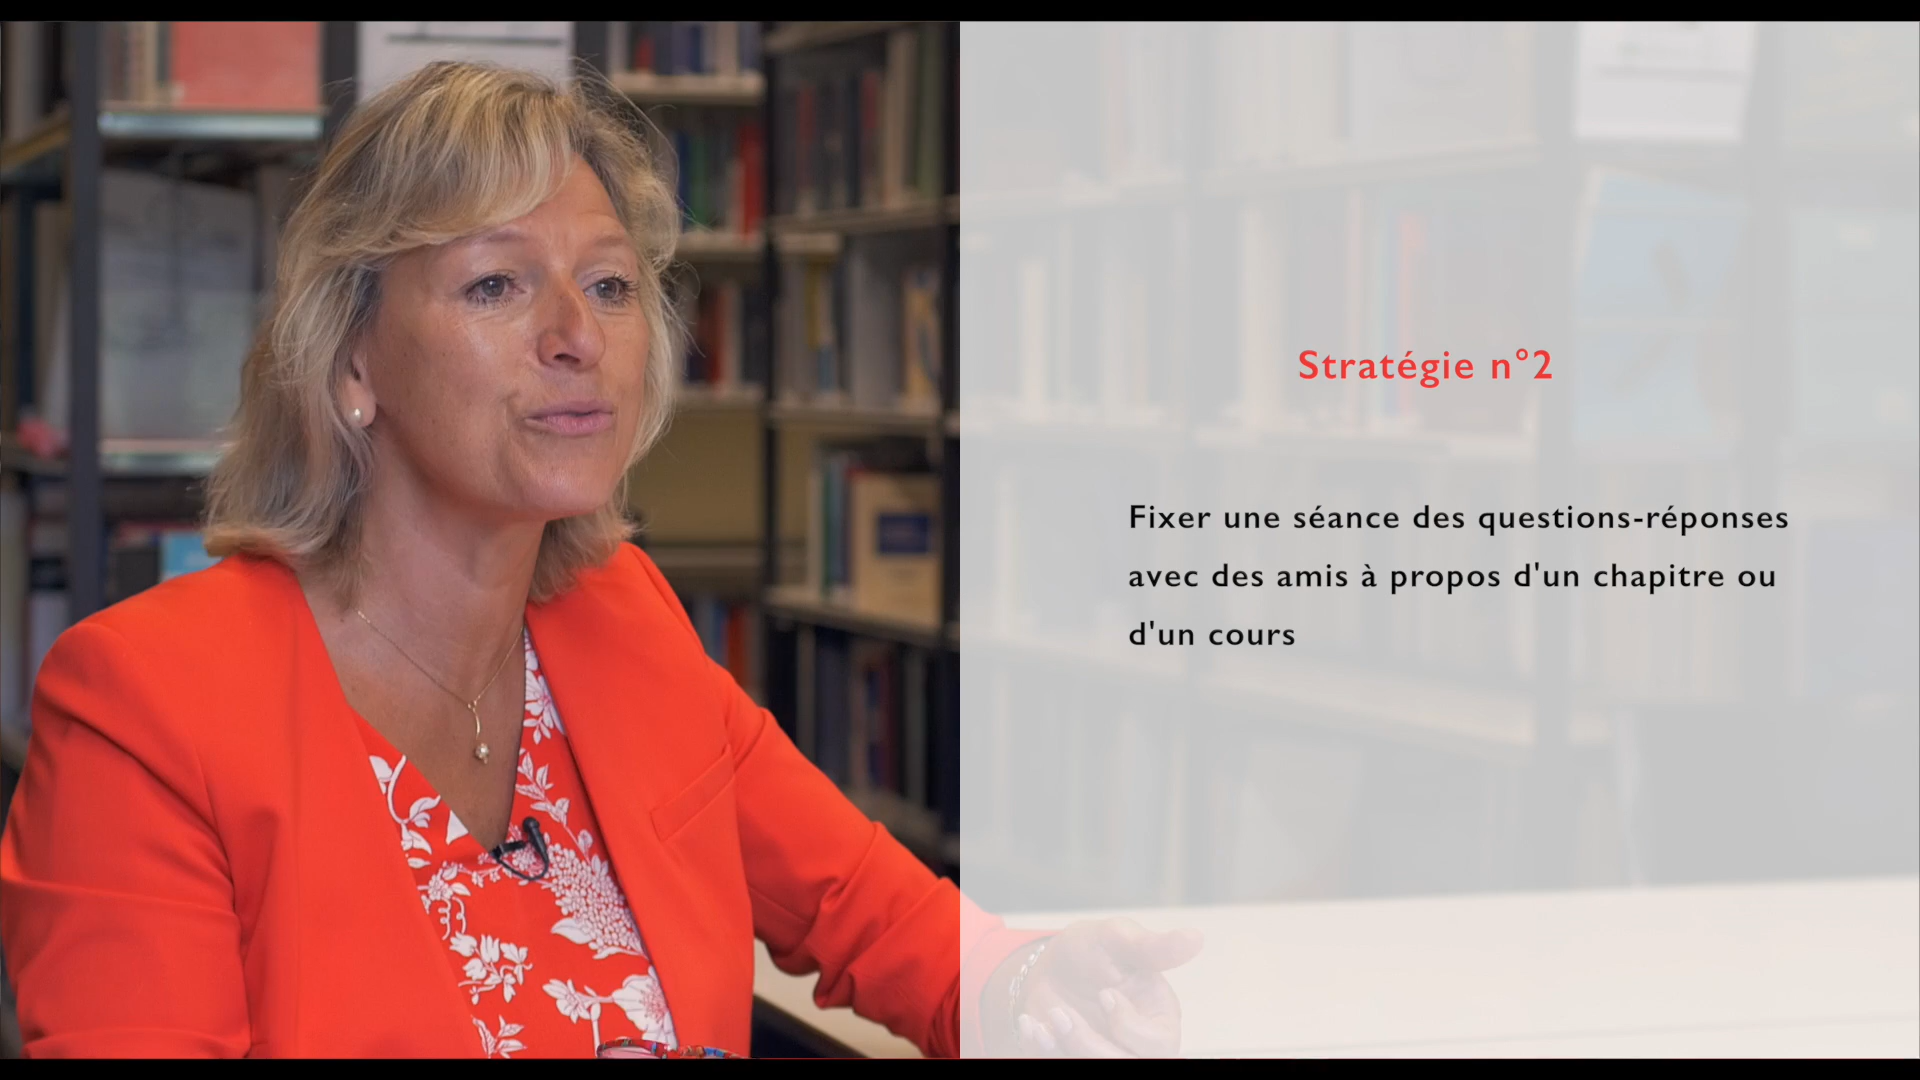 Stratégie n°2
Fixer une séance des questions-réponses
avec des amis à propos d'un chapitre ou
d'un cours